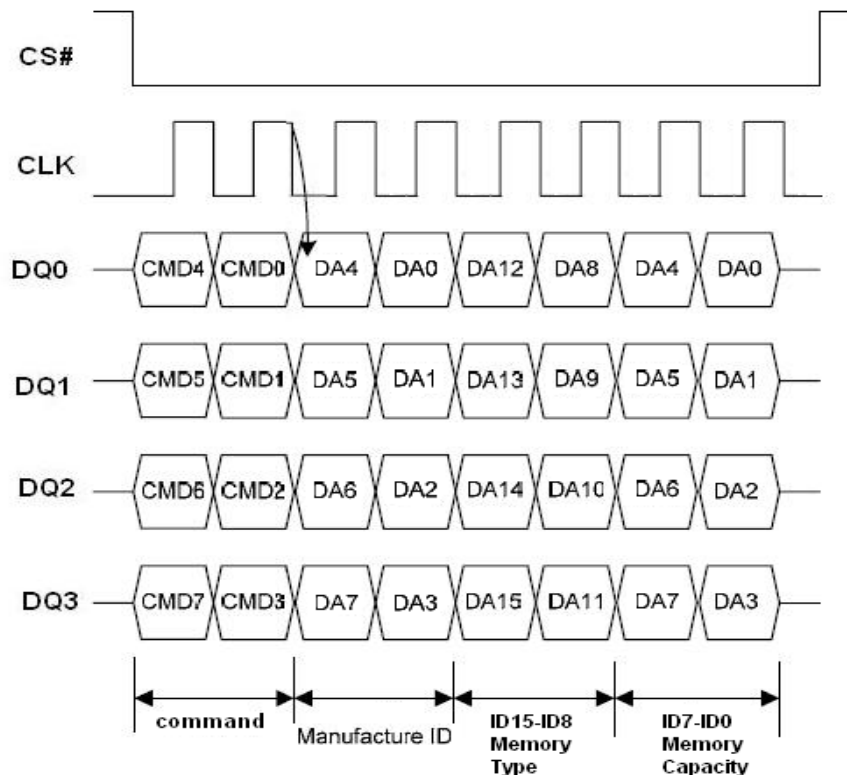 CS#
CLK
DQ0 CMD4 CMD0 DA4 DA0 DA12 DA8 DA4 DA0
DQ1 CMD5 CMD1 DA5 DA1 DA13 DA9 DA5 DA1
DQ2 CMD6 CMD2 DA6 DA2 DA14 DA10 DA6 DA2
DQ3 CMD7 CMD3 DA7 DA3 DA15 DA11 DA7 DA3
command
Manufacture ID
ID15-ID8
Memory
Type
ID7-ID0
Memory
Capacity